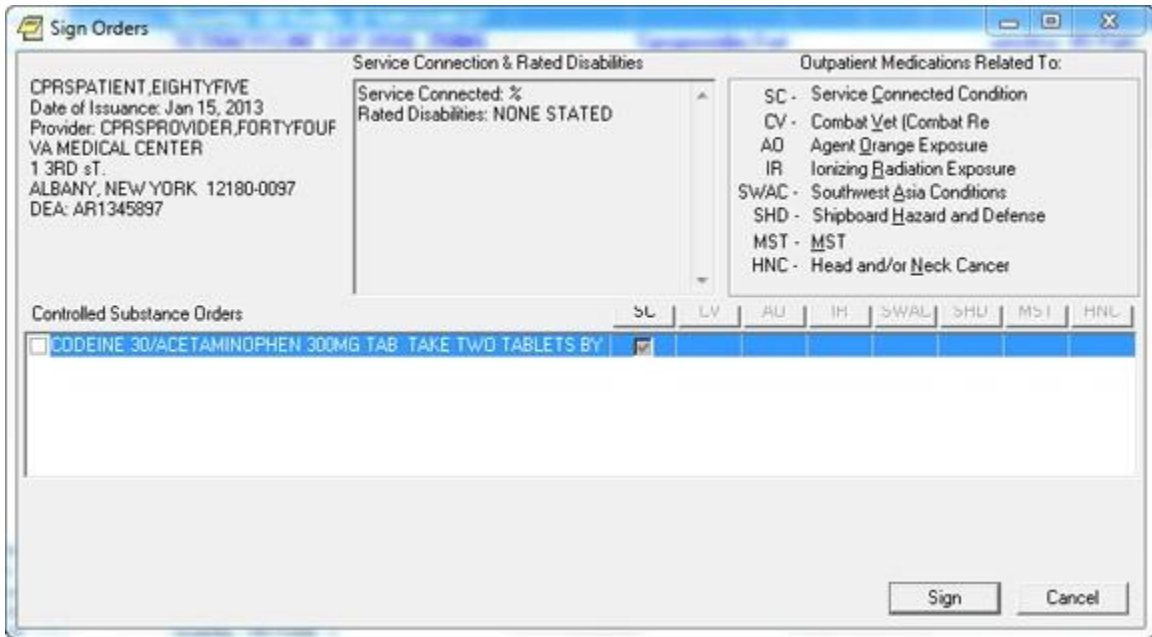 Sign Orders
CPRSPATIENT,EIGHTYFIVE
Date of Issuance: Jan 15, 2013
Provider: CPRSPROVIDER,FORTYFOUF
VA MEDICAL CENTER
1 3RD sT.
ALBANY, NEW YORK 12180-0097
DEA: AR1345897
Service Connection & Rated Disabilities
Service Connected: %
Rated Disabilities: NONE STATED
Outpatient Medications Related To:
SC - Service Connected Condition
CV - Combat Vet (Combat Re
AO Agent Orange Exposure
IR Ionizing Radiation Exposure
SWAC - Southwest Asia Conditions
SHD - Shipboard Hazard and Defense
MST - MST
HNC - Head and/or Neck Cancer
Controlled Substance Orders
SC CV AO IR SWAC SHD MST HNC
CODEINE 30/ACETAMINOPHEN 300MG TAB TAKE TWO TABLETS BY
Sign
Cancel